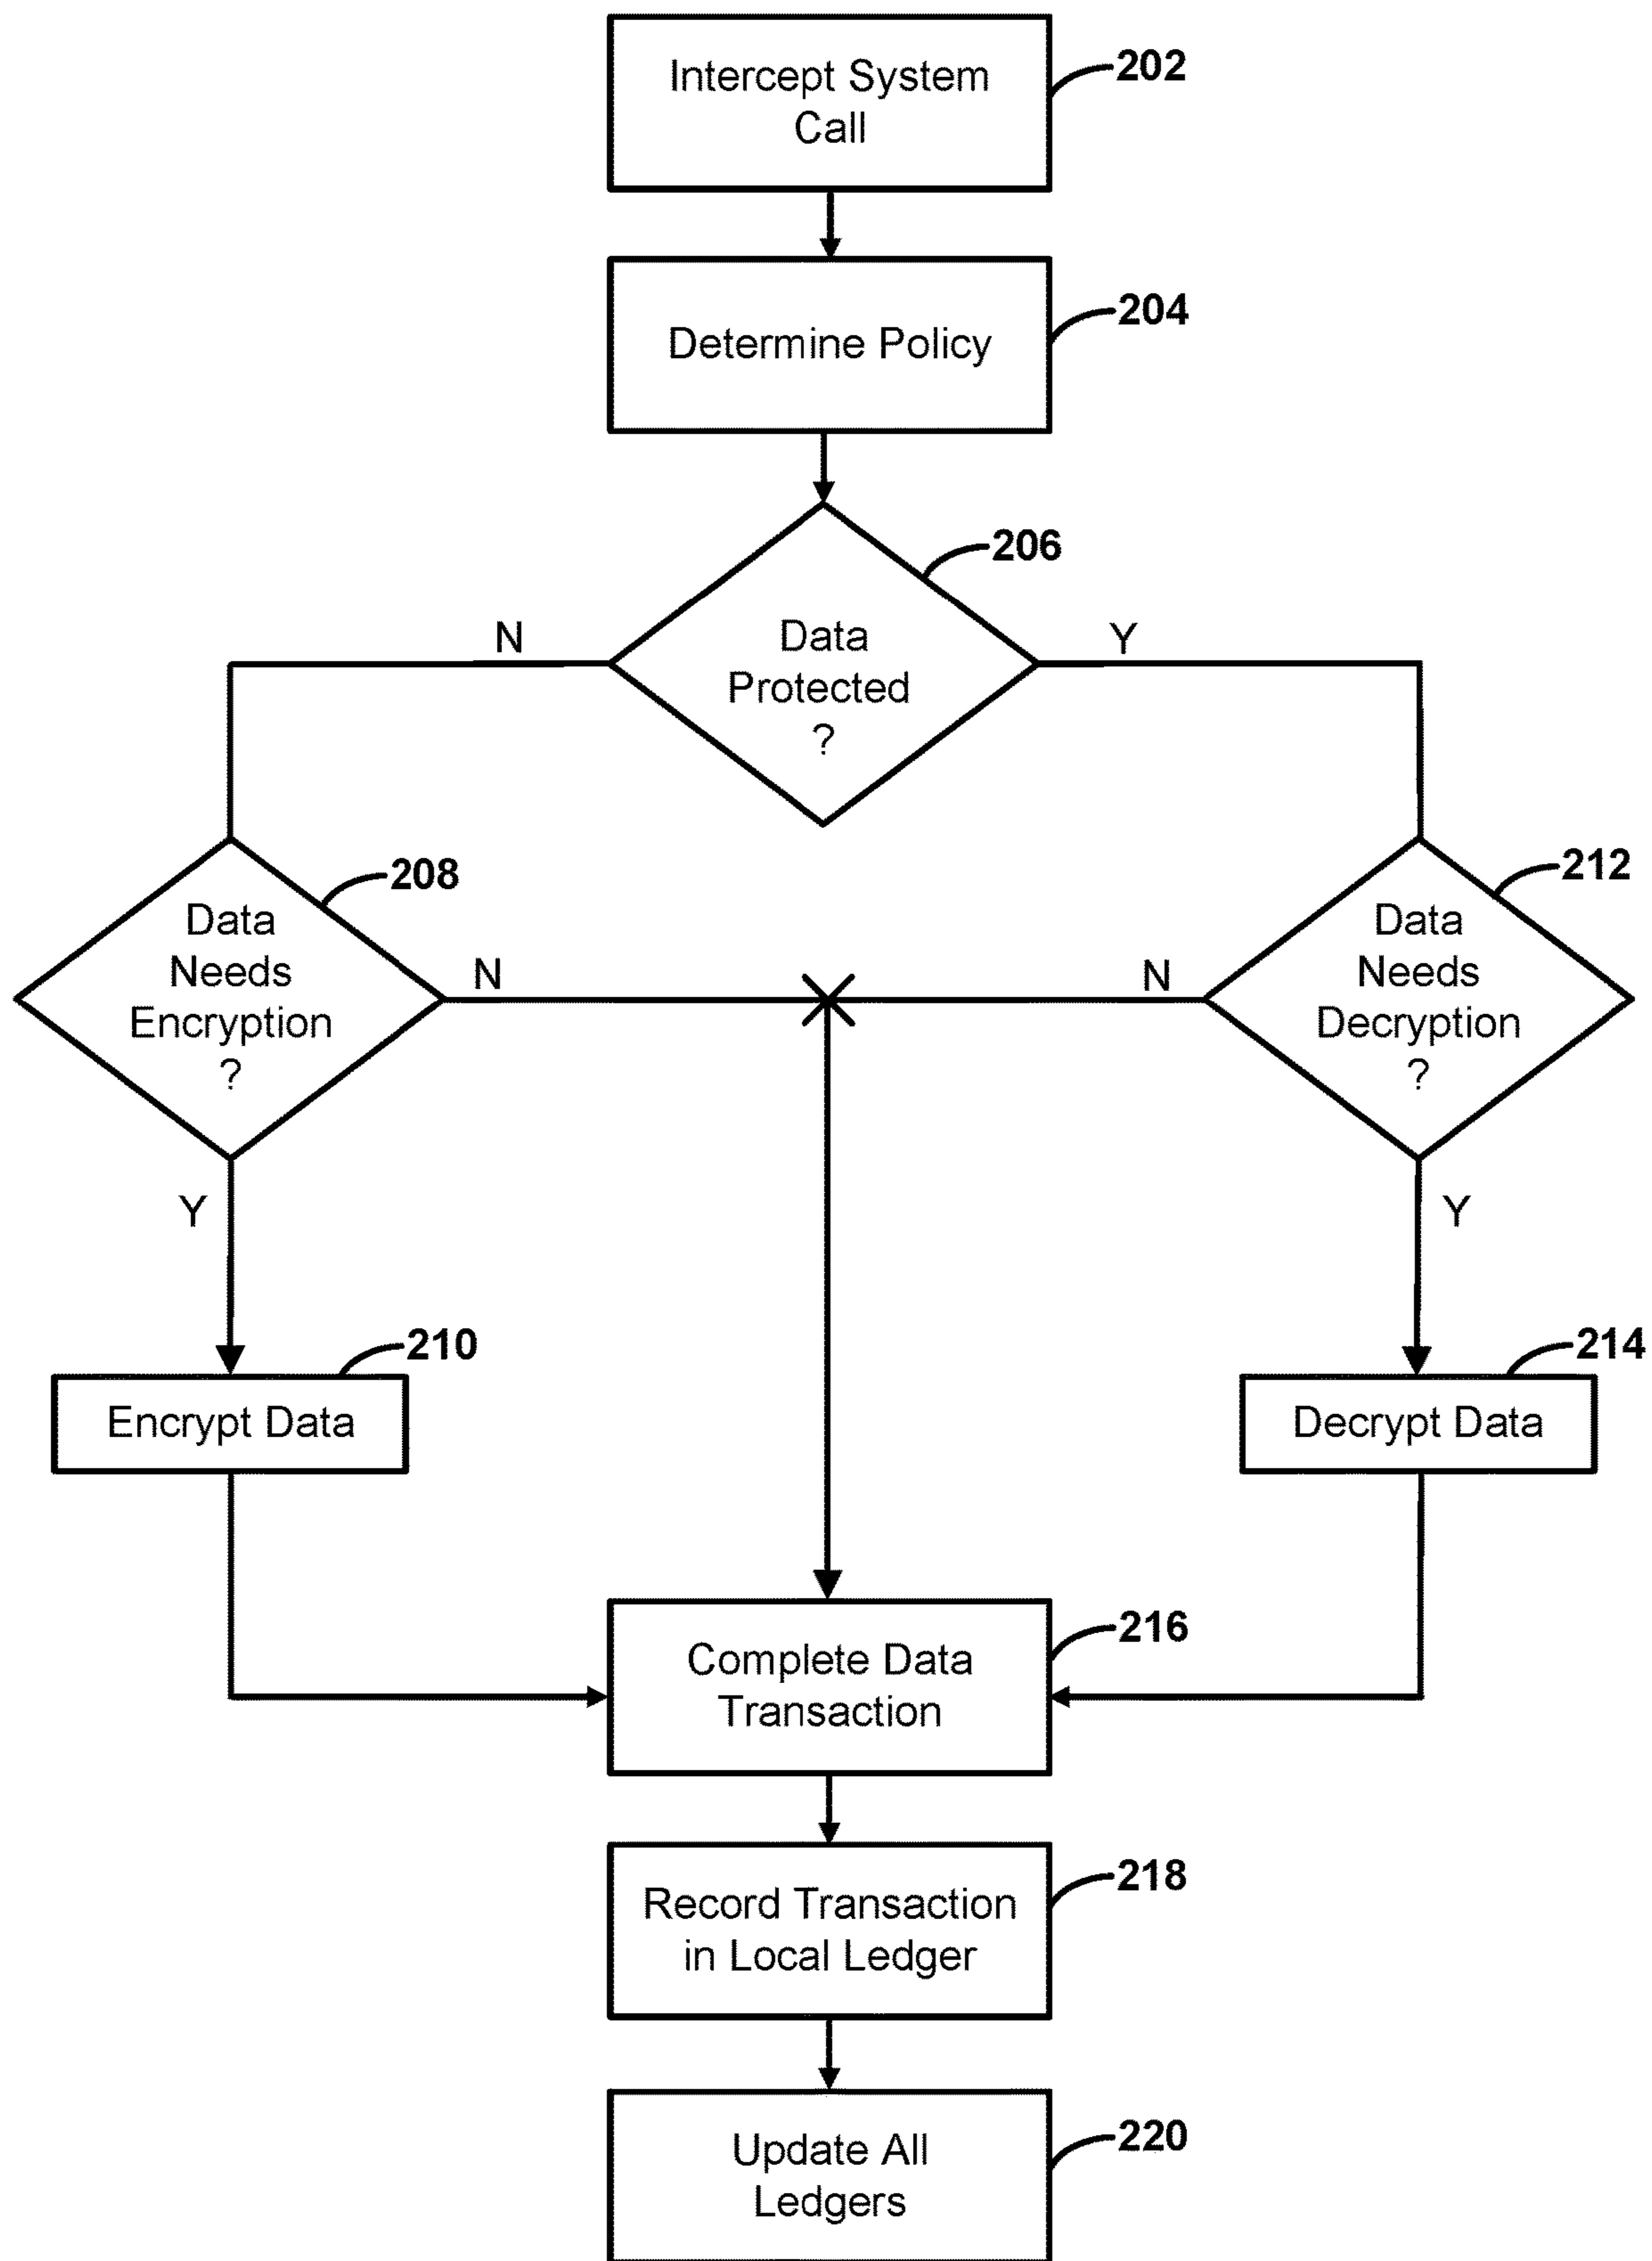 Intercept System
Call
202
Determine Policy
204
206
Data
Protected
?
N
Y
208
Data
Needs
Encryption
?
N
Y
212
Data
Needs
Decryption
?
N
Y
210
Encrypt Data
214
Decrypt Data
216
Complete Data
Transaction
218
Record Transaction
in Local Ledger
220
Update All
Ledgers